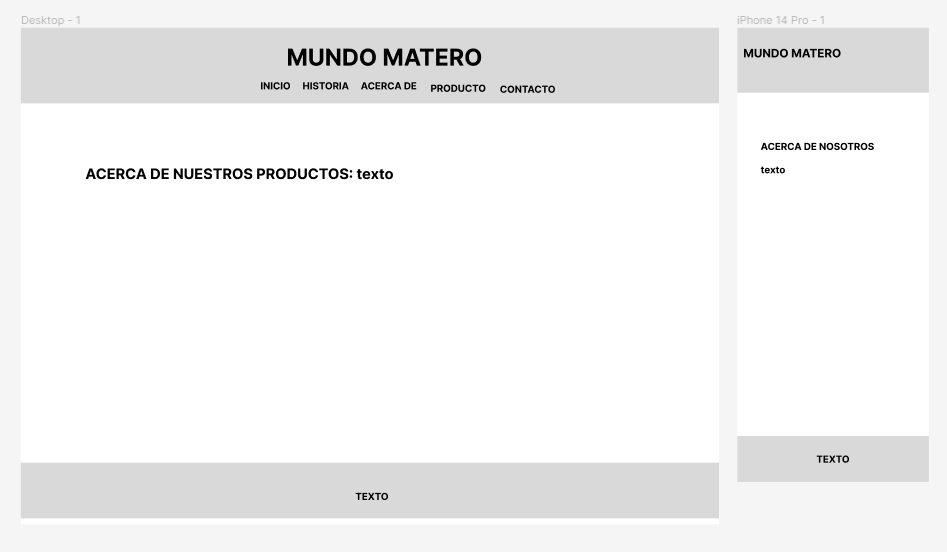 Desktop - 1
MUNDO MATERO
INICIO HISTORIA ACERCA DE PRODUCTO CONTACTO
ACERCA DE NUESTROS PRODUCTOS: texto
TEXTO
iPhone 14 Pro - 1
MUNDO MATERO
ACERCA DE NOSOTROS
texto
TEXTO